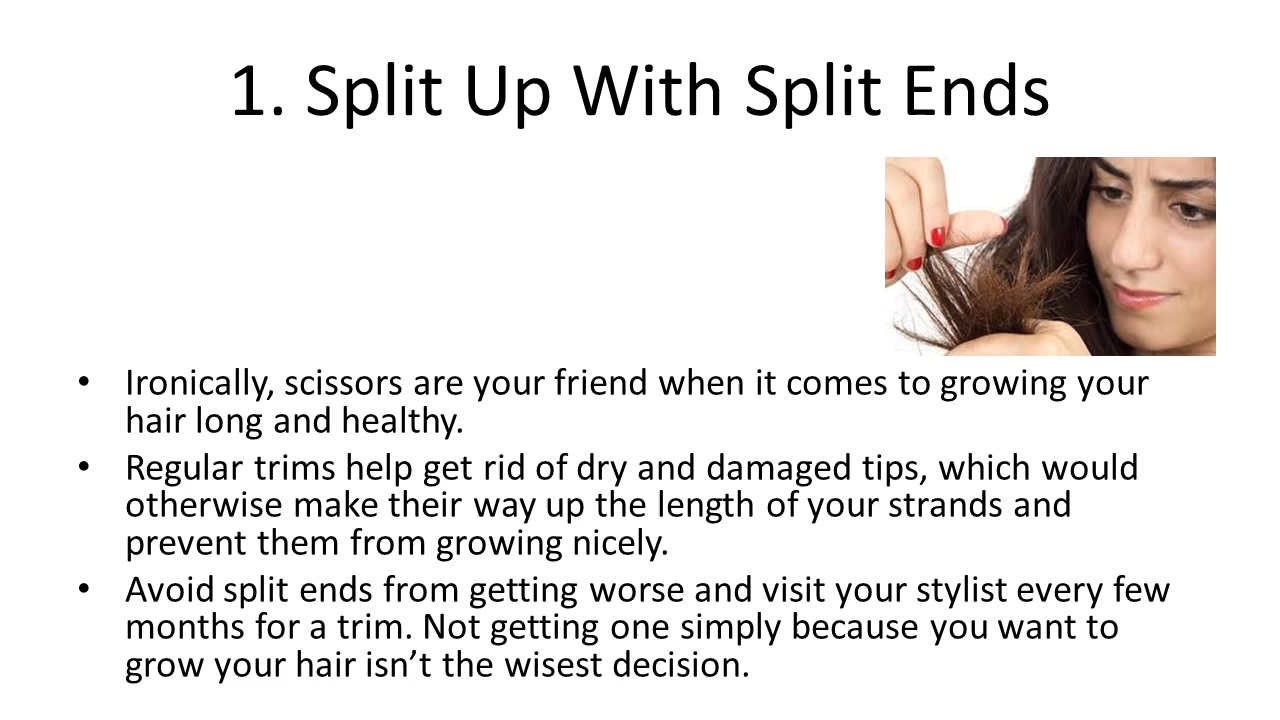 1. Split Up With Split Ends
• Ironically, scissors are your friend when it comes to growing your
hair long and healthy.
• Regular trims help get rid of dry and damaged tips, which would
otherwise make their way up the length of your strands and
prevent them from growing nicely.
• Avoid split ends from getting worse and visit your stylist every few
months for a trim. Not getting one simply because you want to
grow your hair isn’t the wisest decision.